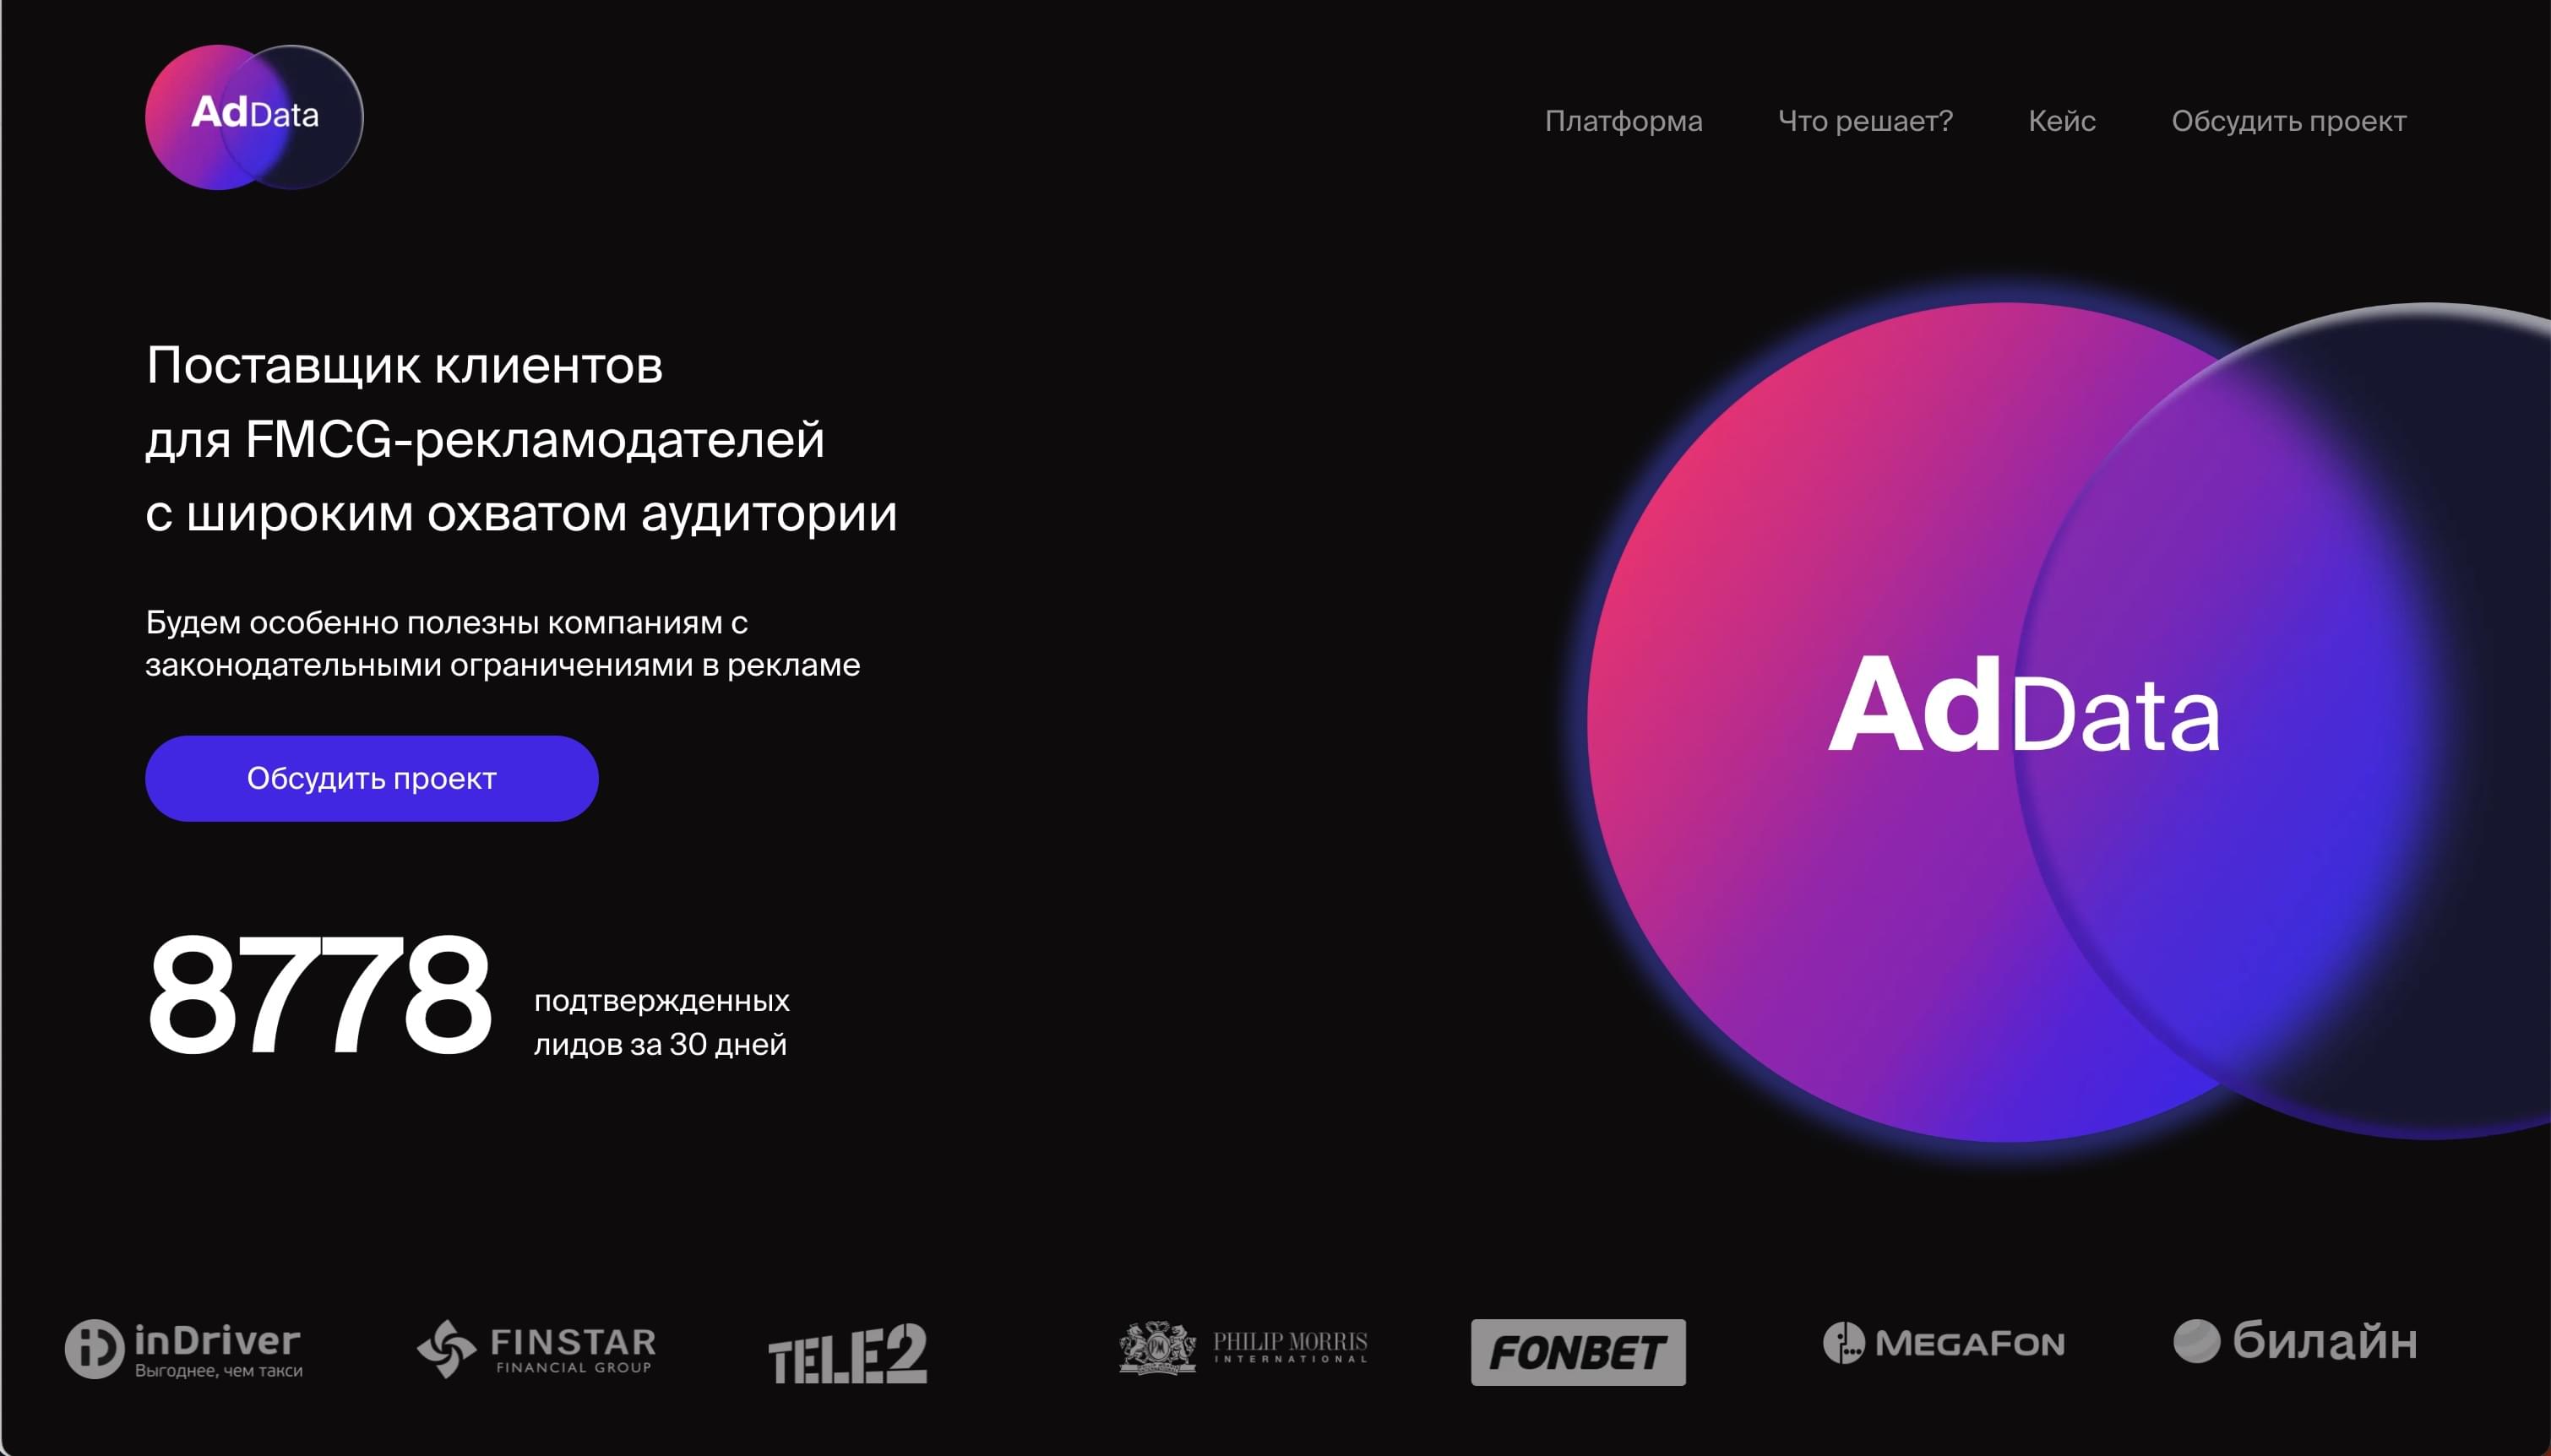 AdData
Платформа
Что решает?
Кейс
Обсудить проект
Поставщик клиентов
для FMCG-рекламодателей
с широким охватом аудитории
Будем особенно полезны компаниям с
законодательными ограничениями в рекламе
Обсудить проект
8778
подтвержденных
лидов за 30 дней
AdData
inDriver
Выгоднее, чем такси
FINSTAR
FINANCIAL GROUP
TELE2
PHILIP MORRIS
INTERNATIONAL
FONBET
MEGAFON
билайн